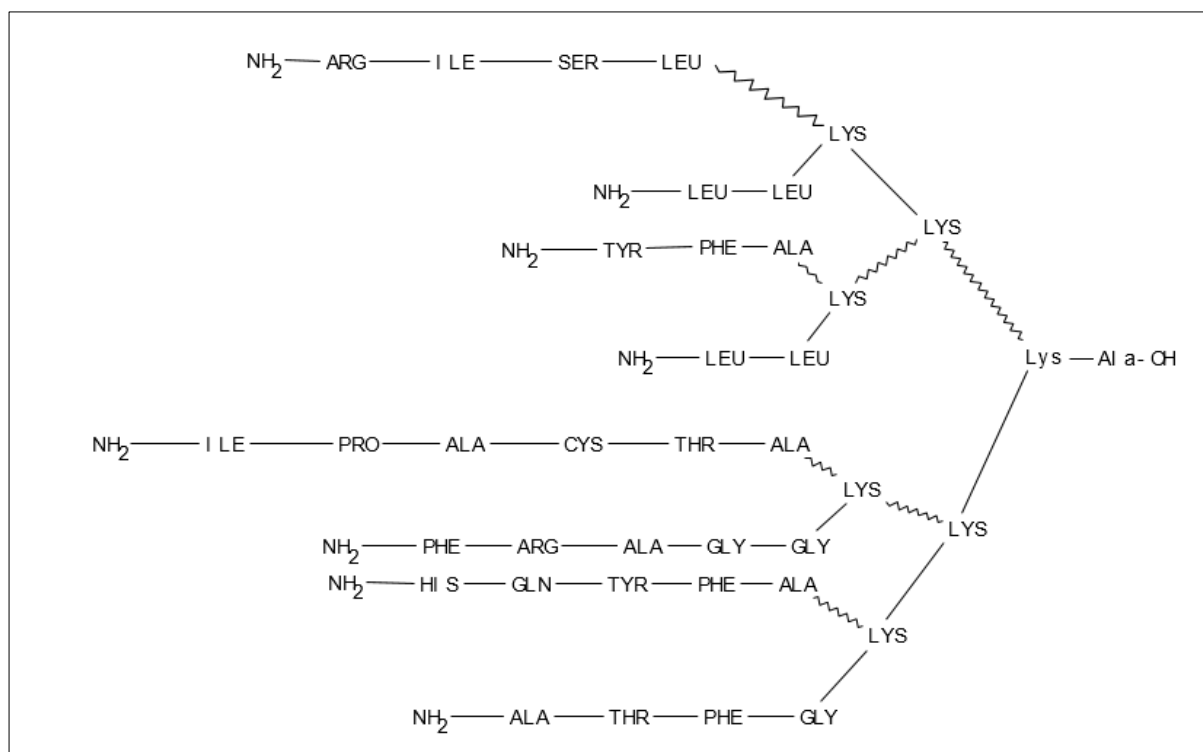 NH2 ARG ILE SER LEU
LYS
NH2 LEU LEU
LYS
NH2 TYR PHE ALA
LYS
NH2 LEU LEU
Lys Ala-OH
NH2 ILE PRO ALA CYS THR ALA
LYS
LYS
NH2 PHE ARG ALA GLY GLY
NH2 HIS GLN TYR PHE ALA
LYS
NH2 ALA THR PHE GLY